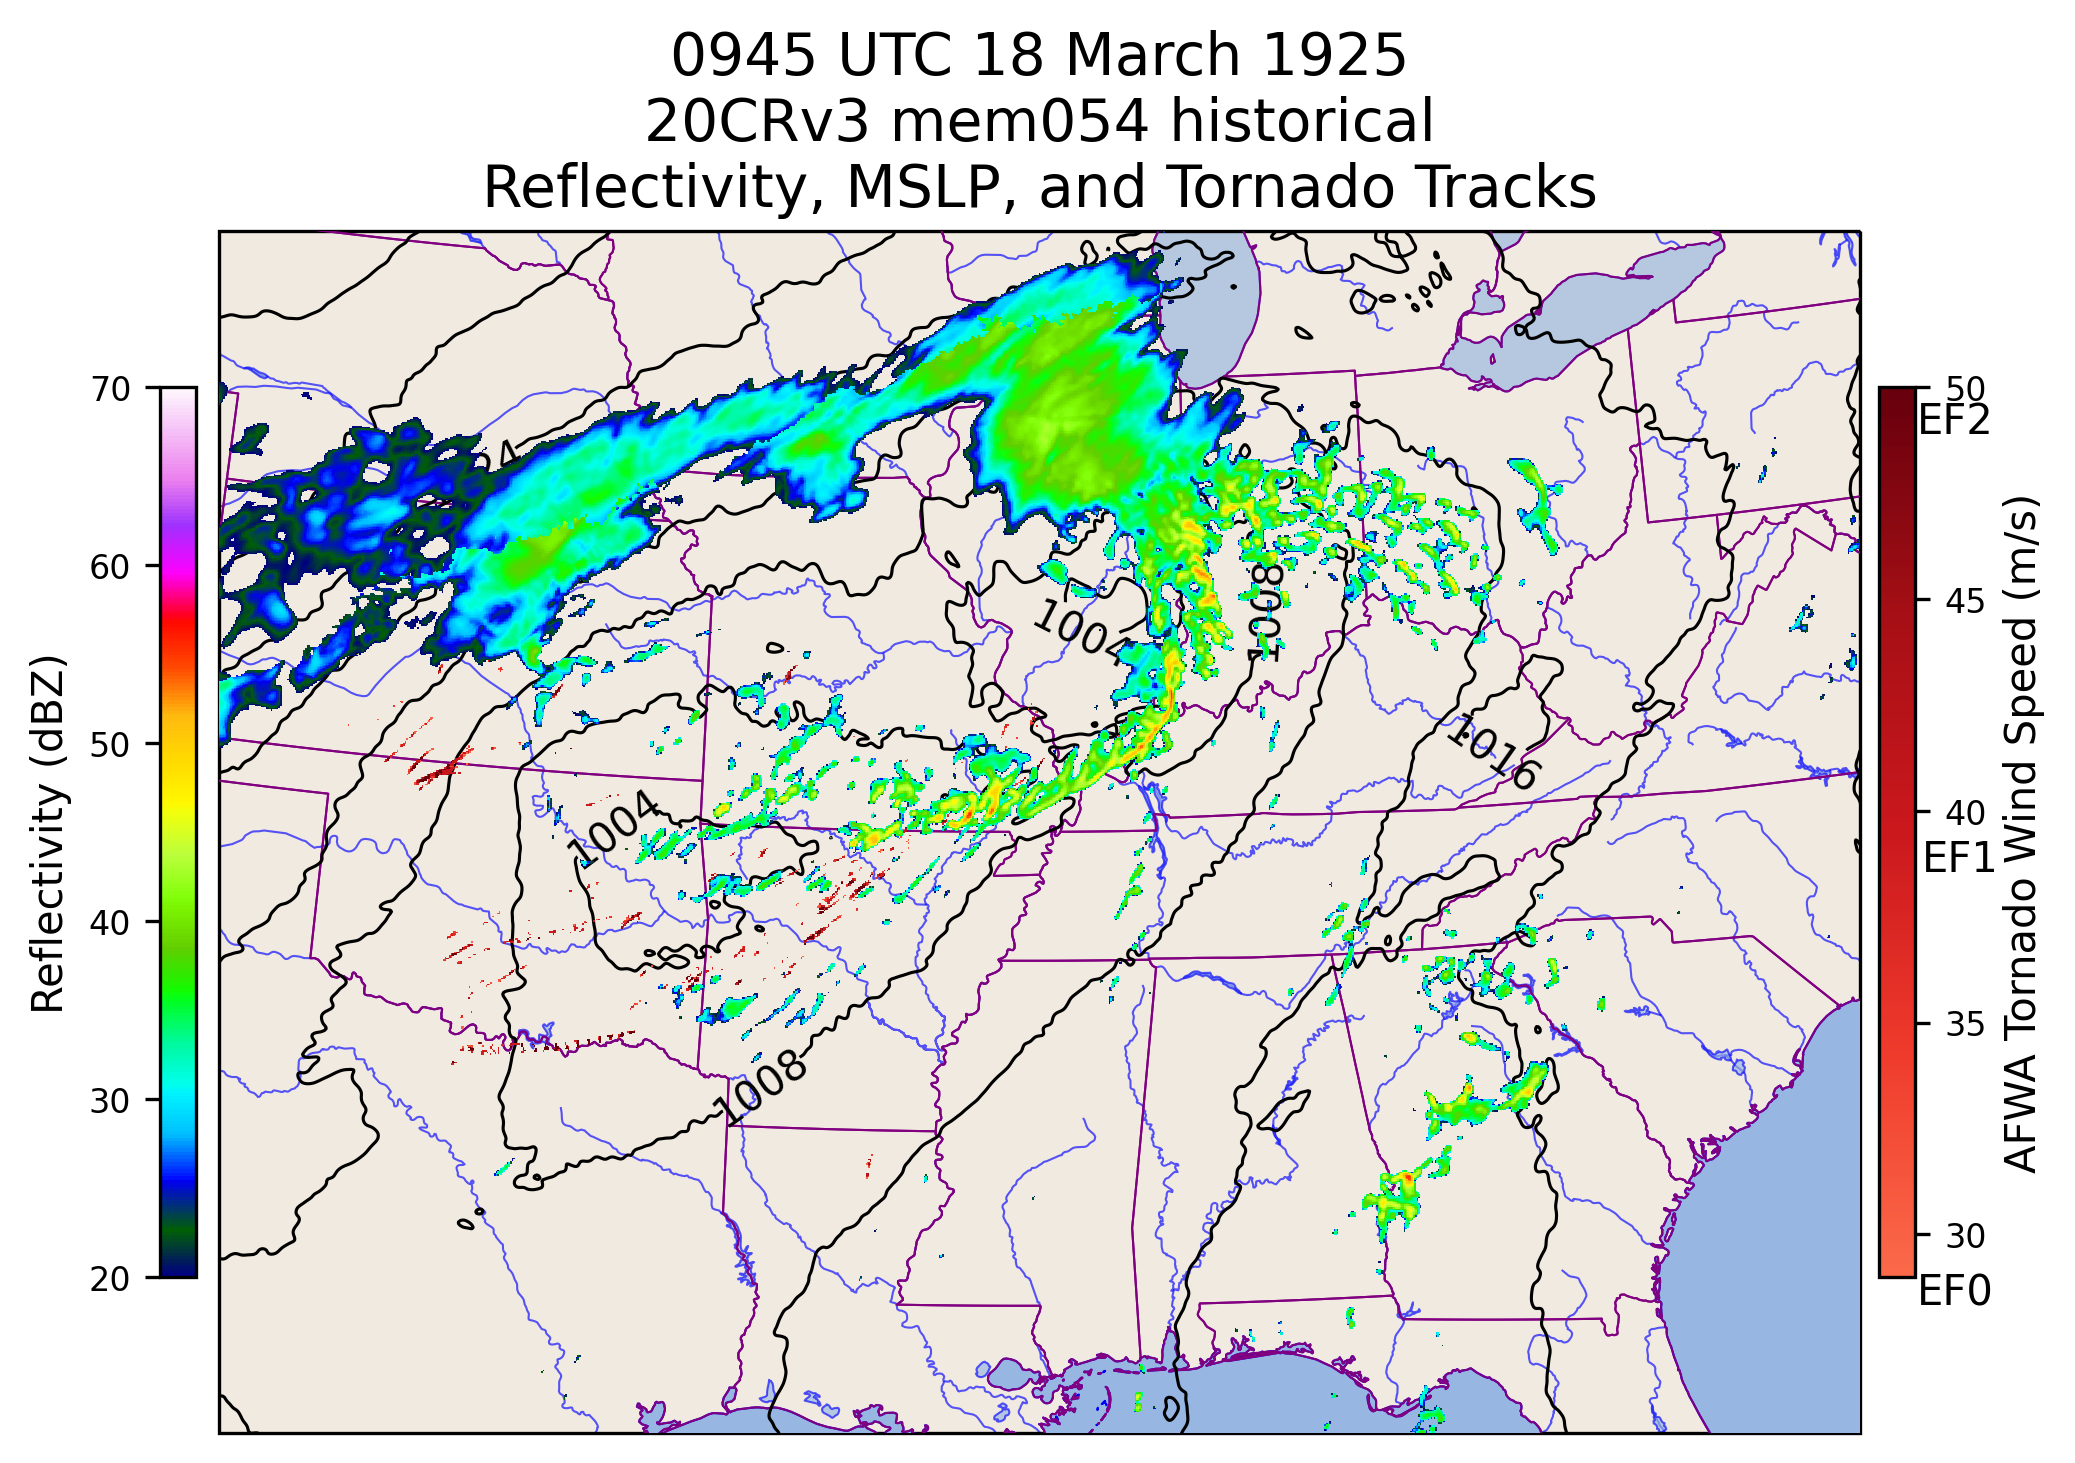 0945 UTC 18 March 1925
20CRv3 mem054 historical
Reflectivity, MSLP, and Tornado Tracks
Reflectivity (dBZ)
70
60
50
40
30
20
1004
1008
1004
1016
1004
1008
50
EF2
45
40
EF1
35
30
EF0
AFWA Tornado Wind Speed (m/s)